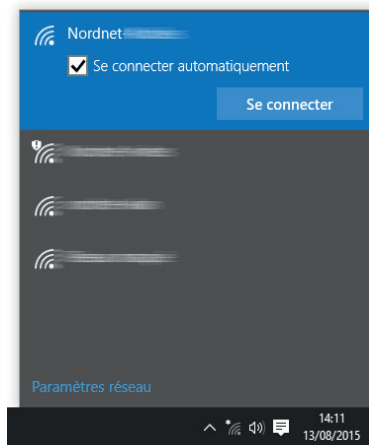 Nordnet
Se connecter automatiquement
Se connecter
Paramètres réseau
14:11
13/08/2015